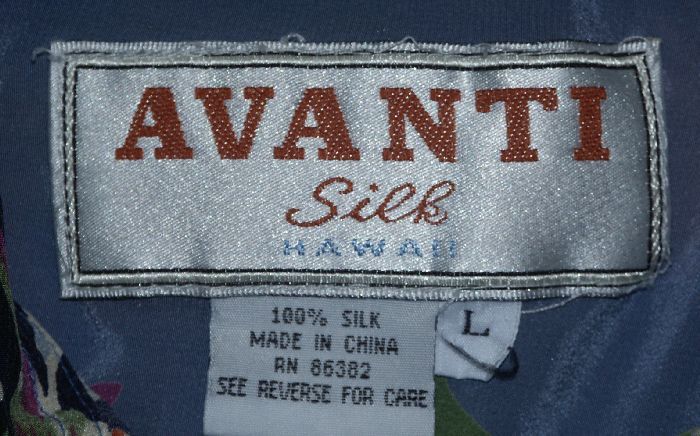 AVANTI
Silk
HAWAII
100% SILK
MADE IN CHINA
RN 86382
SEE REVERSE FOR CARE
L